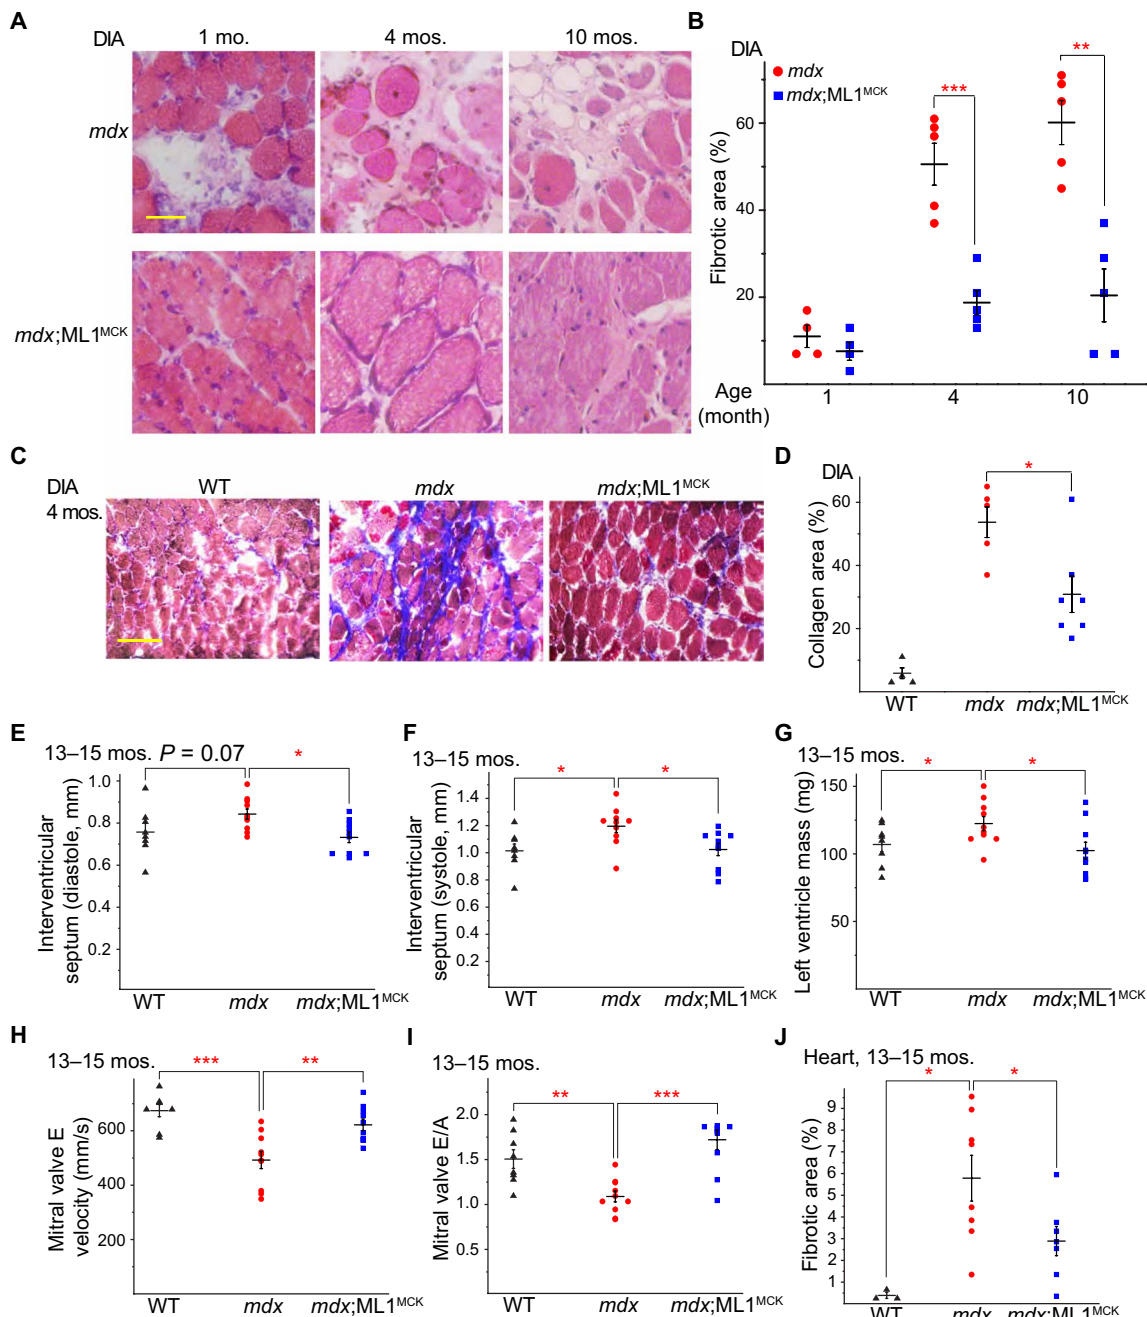 A
DIA
1 mo.
4 mos.
10 mos.
mdx
mdx;ML1MCK
B
DIA
mdx
mdx;ML1MCK
***
**
Fibrotic area (%)
60
40
20
Age
(month)
1
4
10
C
DIA
4 mos.
WT
mdx
mdx;ML1MCK
D
DIA
*
Collagen area (%)
60
40
20
WT
mdx
mdx;ML1MCK
E
13–15 mos.
P = 0.07
*
Interventricular
septum (diastole, mm)
1.0
0.8
0.6
0.4
0.2
WT
mdx
mdx;ML1MCK
F
13–15 mos.
*
*
Interventricular
septum (systole, mm)
1.4
1.2
1.0
0.8
0.6
0.4
0.2
WT
mdx
mdx;ML1MCK
G
13–15 mos.
*
*
Left ventricle mass (mg)
150
100
50
WT
mdx
mdx;ML1MCK
H
13–15 mos.
***
**
Mitral valve E
velocity (mm/s)
600
400
200
WT
mdx
mdx;ML1MCK
I
13–15 mos.
**
***
Mitral valve E/A
2.0
1.5
1.0
0.5
WT
mdx
mdx;ML1MCK
J
Heart, 13–15 mos.
*
*
Fibrotic area (%)
9
8
7
6
5
4
3
2
1
WT
mdx
mdx;ML1MCK